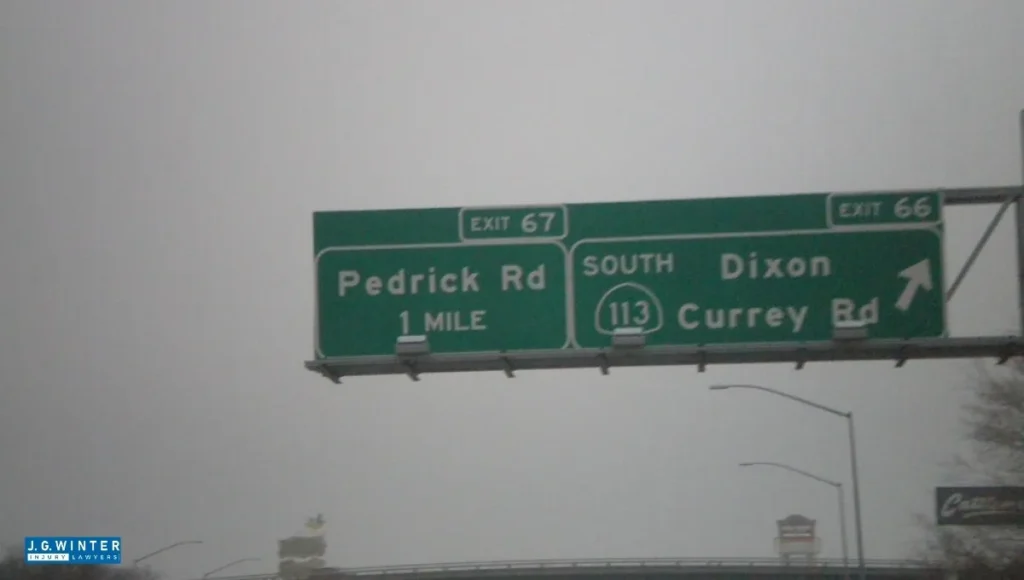 EXIT 67
Pedrick Rd
1 MILE
EXIT 66
SOUTH Dixon
113 Currey Rd
J.G.WINTER
INJURY LAWYERS